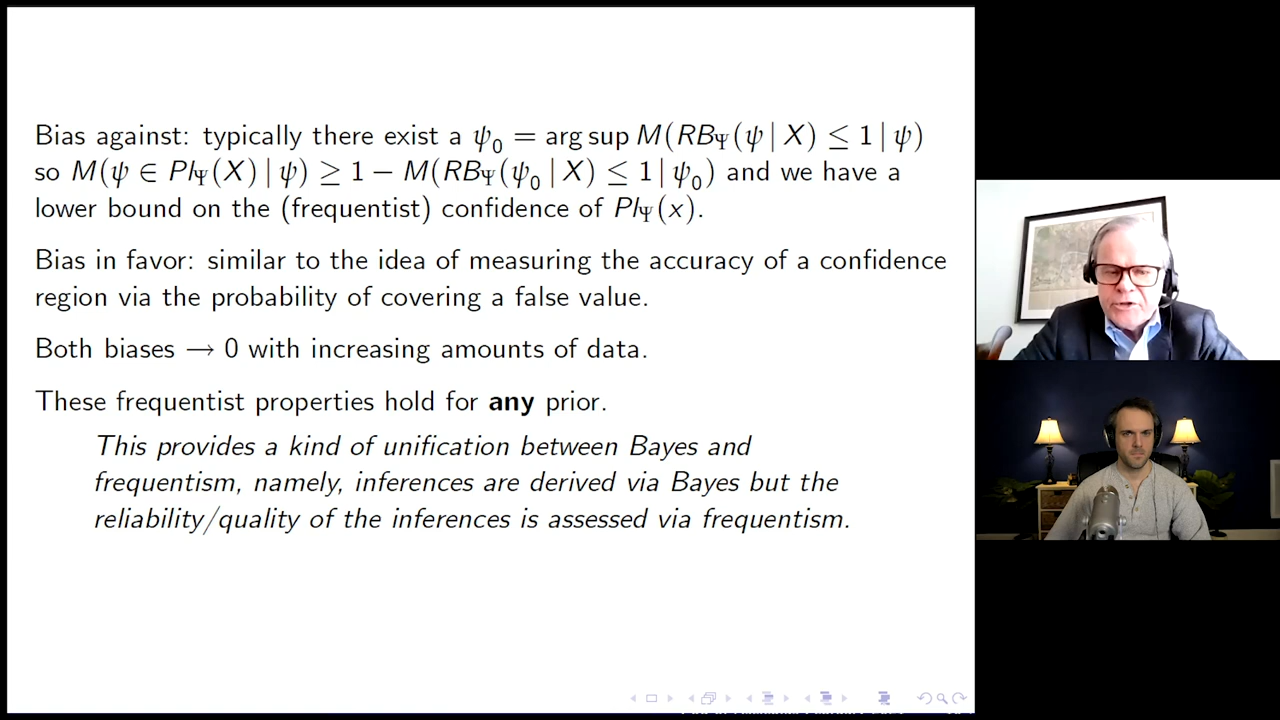 Bias against: typically there exist a ψ₀ = arg sup M(RB_Ψ(ψ | X) ≤ 1 | ψ)
so M(ψ ∈ Pl_Ψ(X) | ψ) ≥ 1 − M(RB_Ψ(ψ₀ | X) ≤ 1 | ψ₀) and we have a
lower bound on the (frequentist) confidence of Pl_Ψ(x).
Bias in favor: similar to the idea of measuring the accuracy of a confidence
region via the probability of covering a false value.
Both biases → 0 with increasing amounts of data.
These frequentist properties hold for any prior.
This provides a kind of unification between Bayes and
frequentism, namely, inferences are derived via Bayes but the
reliability/quality of the inferences is assessed via frequentism.